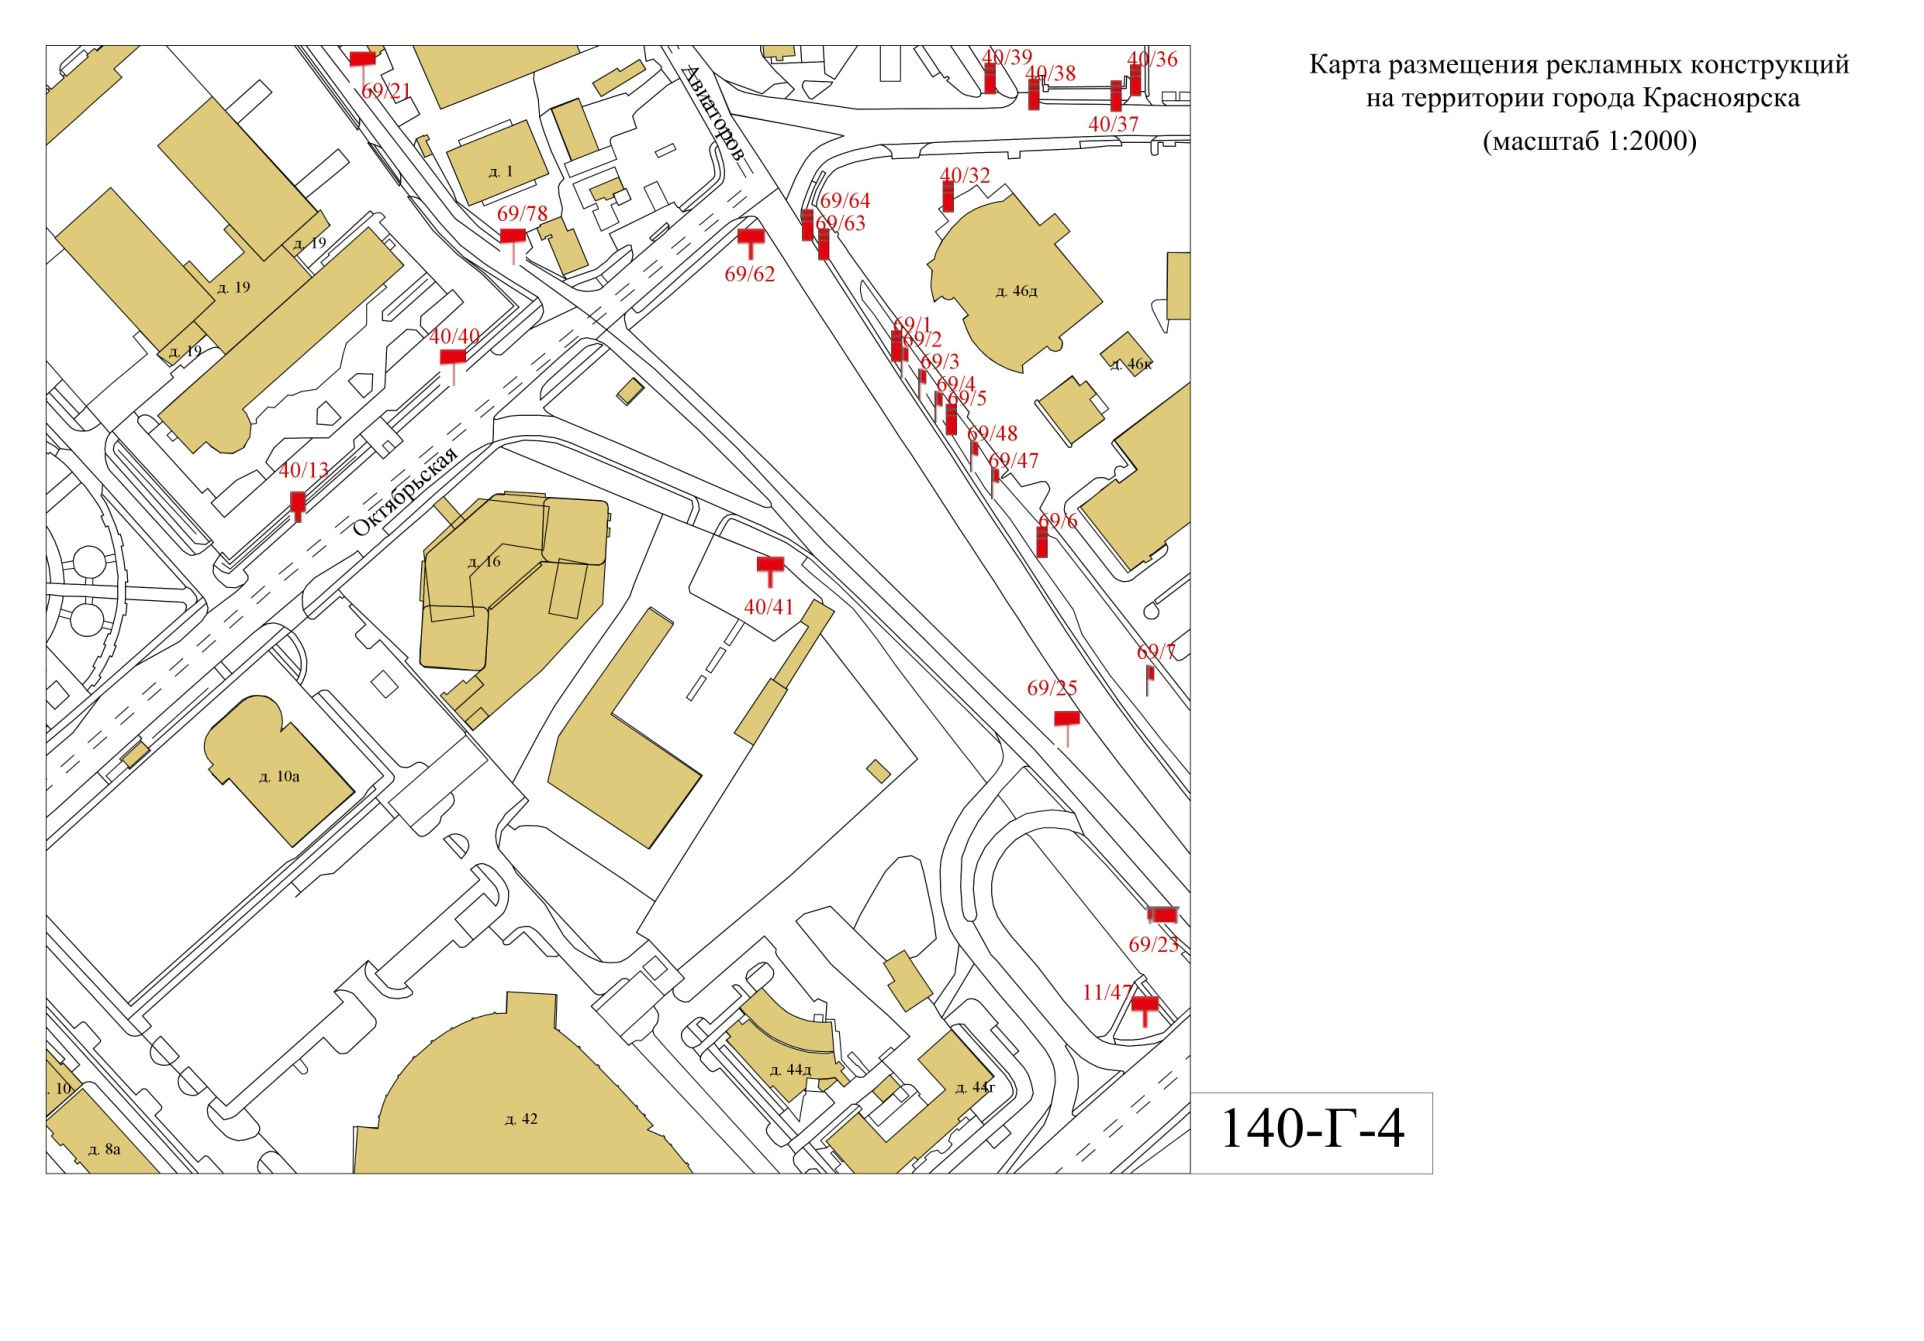 Карта размещения рекламных конструкций
на территории города Красноярска
(масштаб 1:2000)
69/21
Авиаторов
40/39
40/38
40/36
40/37
д. 1
40/32
69/78
69/64
69/63
69/62
д. 19
д. 19
д. 19
д. 46д
40/40
69/1
69/2
69/3
69/4
69/5
д. 46к
69/48
69/47
40/13
Октябрьская
69/6
д. 16
40/41
69/7
69/25
д. 10а
69/23
11/47
д. 44д
д. 44г
. 10
д. 42
д. 8а
140-Г-4